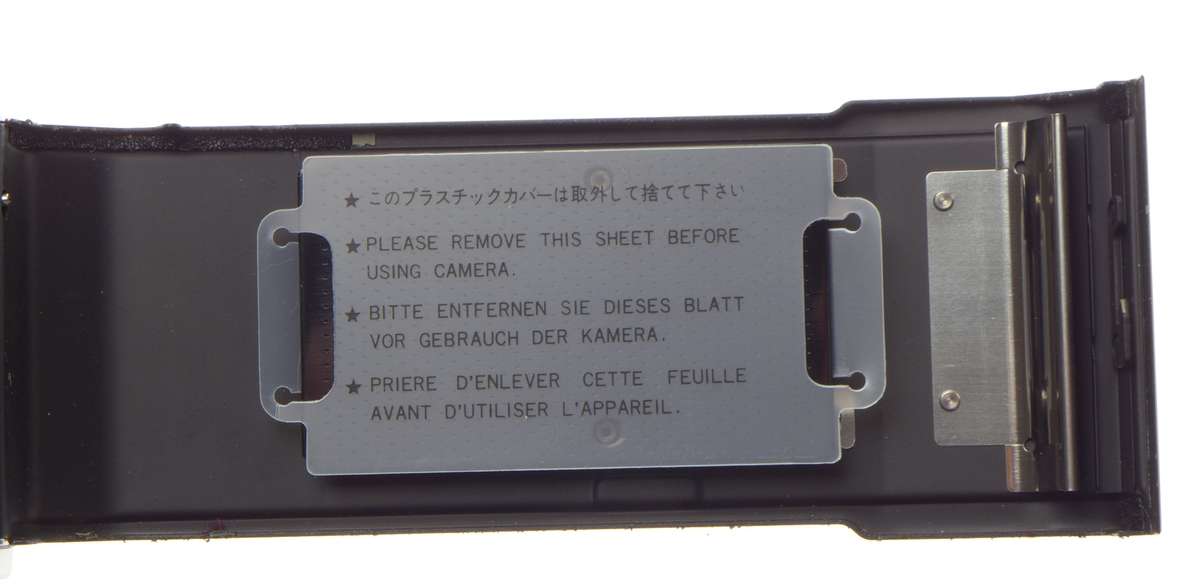 ★ このプラスチックカバーは取外して捨てて下さい
★ PLEASE REMOVE THIS SHEET BEFORE
USING CAMERA.
★ BITTE ENTFERNEN SIE DIESES BLATT
VOR GEBRAUCH DER KAMERA.
★ PRIERE D'ENLEVER CETTE FEUILLE
AVANT D'UTILISER L'APPAREIL.